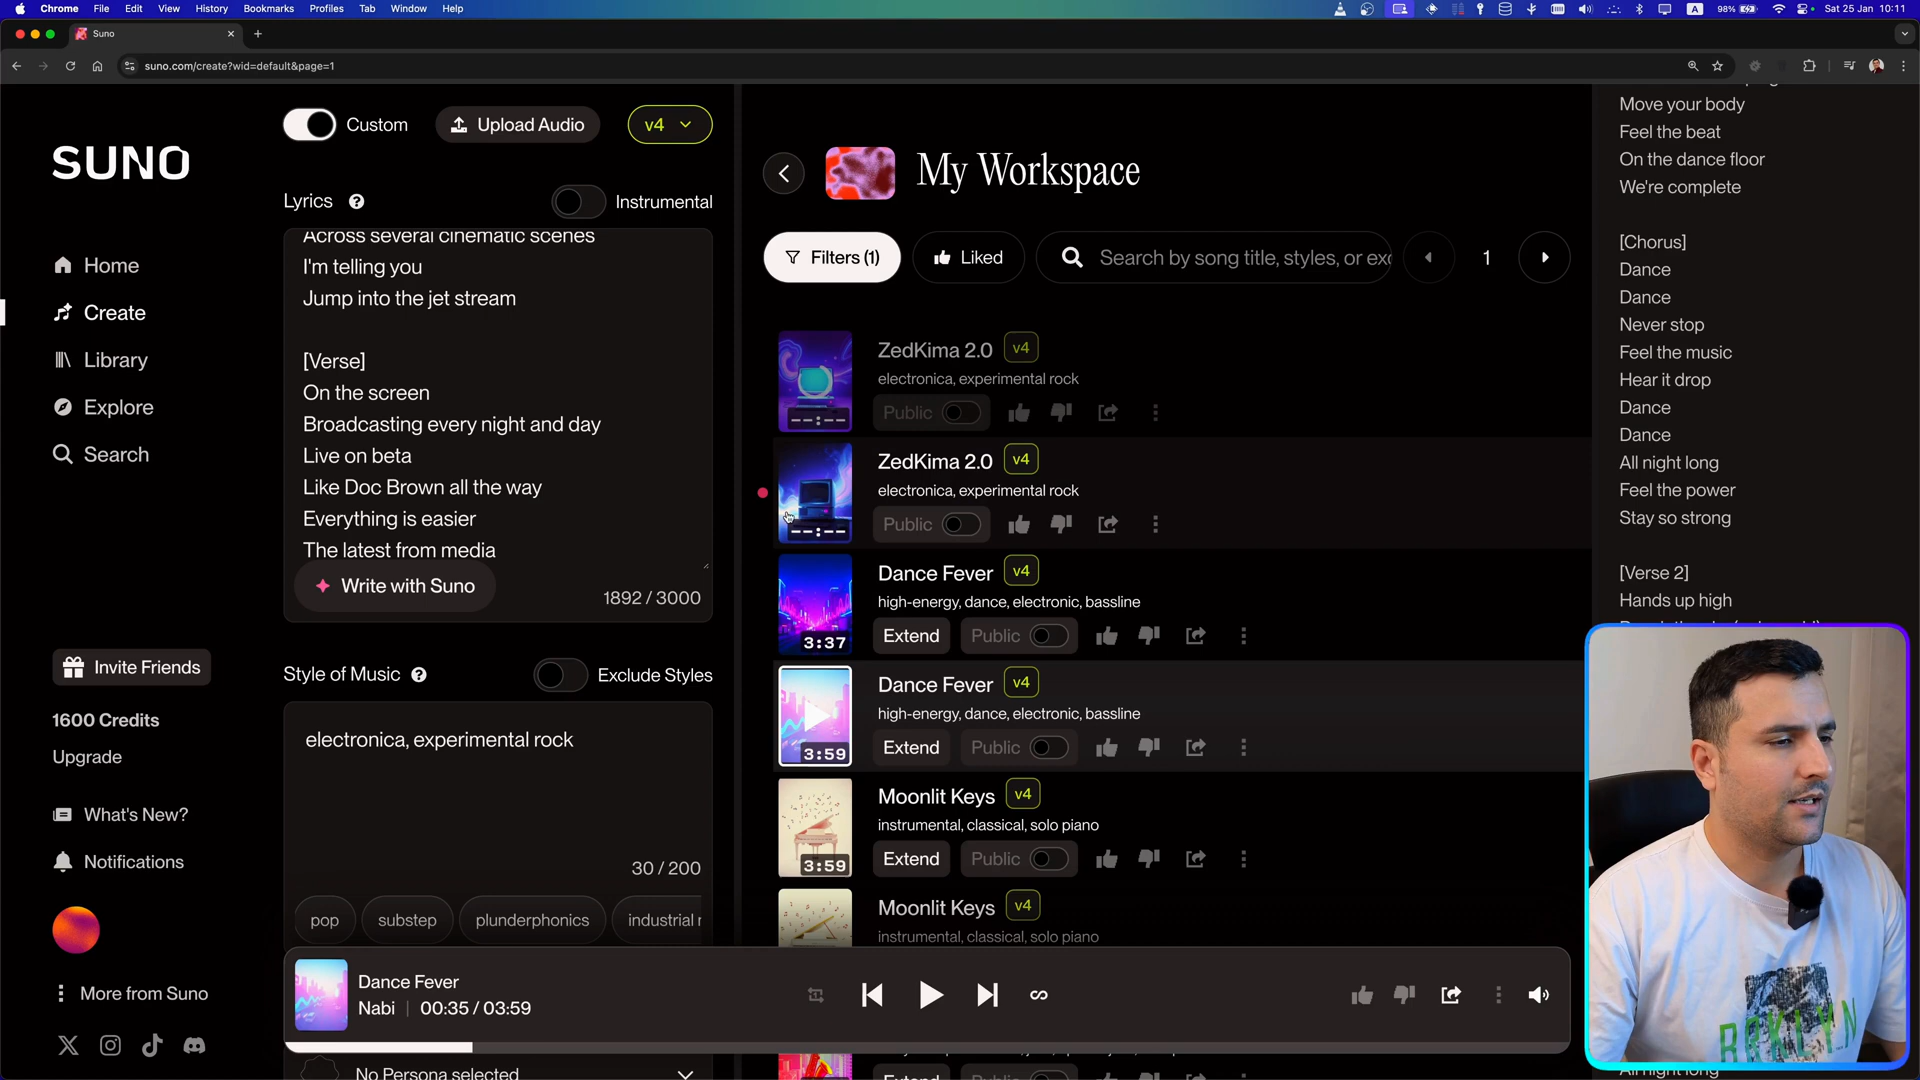 Chrome File Edit View History Bookmarks Profiles Tab Window Help
A 98% Sat 25 Jan 10:11
Suno
suno.com/create?wid=default&page=1
SUNO
Home
Create
Library
Explore
Search
Invite Friends
1600 Credits
Upgrade
What's New?
Notifications
More from Suno
Custom
Upload Audio
v4
Lyrics
Instrumental
Across several cinematic scenes
I'm telling you
Jump into the jet stream
[Verse]
On the screen
Broadcasting every night and day
Live on beta
Like Doc Brown all the way
Everything is easier
The latest from media
Write with Suno
1892 / 3000
Style of Music
Exclude Styles
electronica, experimental rock
30 / 200
pop
substep
plunderphonics
industrial
No Persona selected
My Workspace
Filters (1)
Liked
Search by song title, styles, or exc
1
ZedKima 2.0 v4
electronica, experimental rock
--:--
Public
ZedKima 2.0 v4
electronica, experimental rock
--:--
Public
Dance Fever v4
high-energy, dance, electronic, bassline
3:37
Extend
Public
Dance Fever v4
high-energy, dance, electronic, bassline
3:59
Extend
Public
Moonlit Keys v4
instrumental, classical, solo piano
3:59
Extend
Public
Moonlit Keys v4
instrumental, classical, solo piano
Dance Fever
Nabi | 00:35 / 03:59
Move your body
Feel the beat
On the dance floor
We're complete
[Chorus]
Dance
Dance
Never stop
Feel the music
Hear it drop
Dance
Dance
All night long
Feel the power
Stay so strong
[Verse 2]
Hands up high